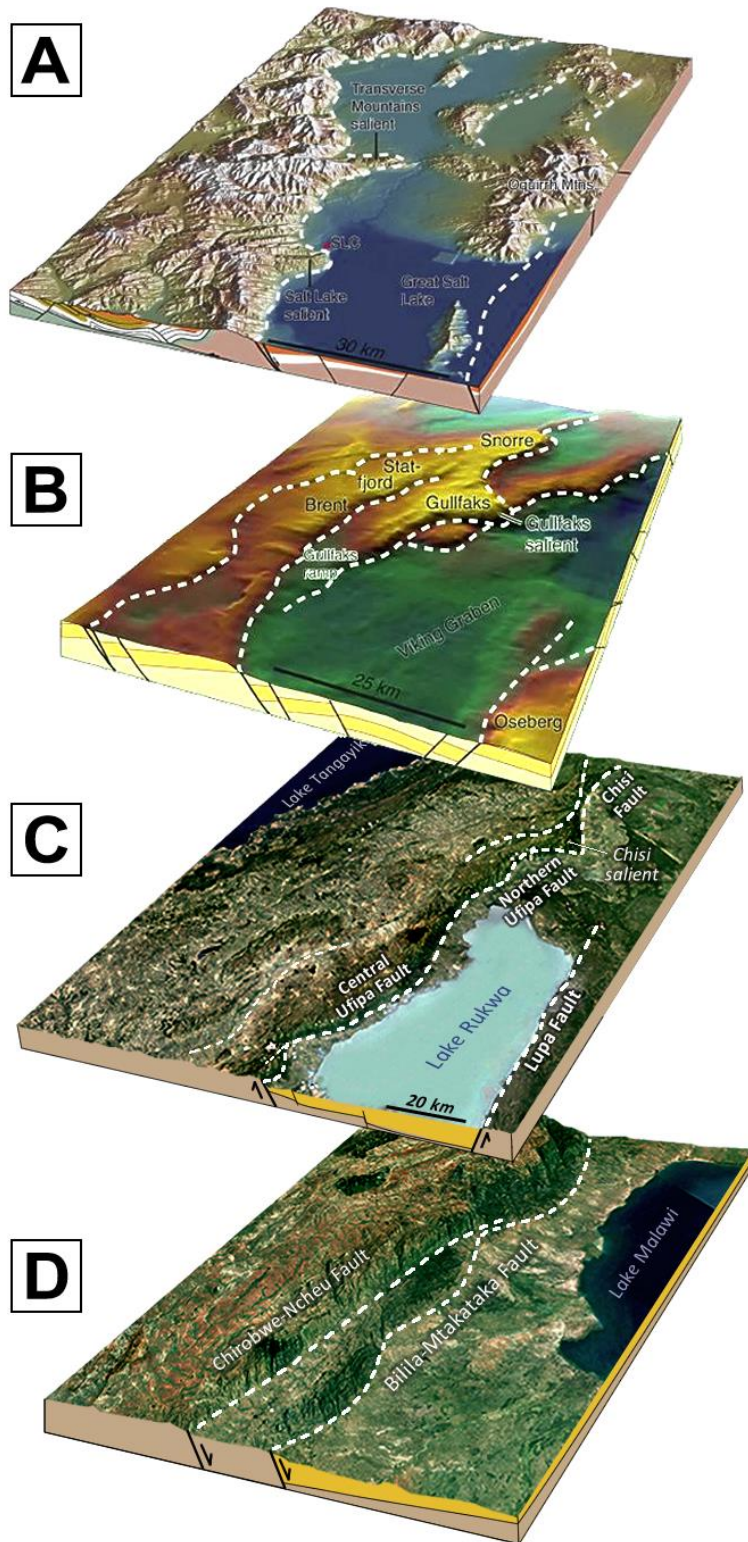 A
Transverse
Mountains
salient
Oquirrh Mtns
SLC
Salt Lake
salient
Great Salt
Lake
30 km
B
Snorre
Stat-
fjord
Brent
Gullfaks
Gullfaks
salient
Gullfaks
ramp
Viking Graben
25 km
Oseberg
C
Lake Tangayik
Chisi
Fault
Chisi
salient
Northern
Ufipa Fault
Central
Ufipa Fault
Lake Rukwa
Lupa Fault
20 km
D
Lake Malawi
Chirobwe-Ncheu Fault
Bilila-Mtakataka Fault